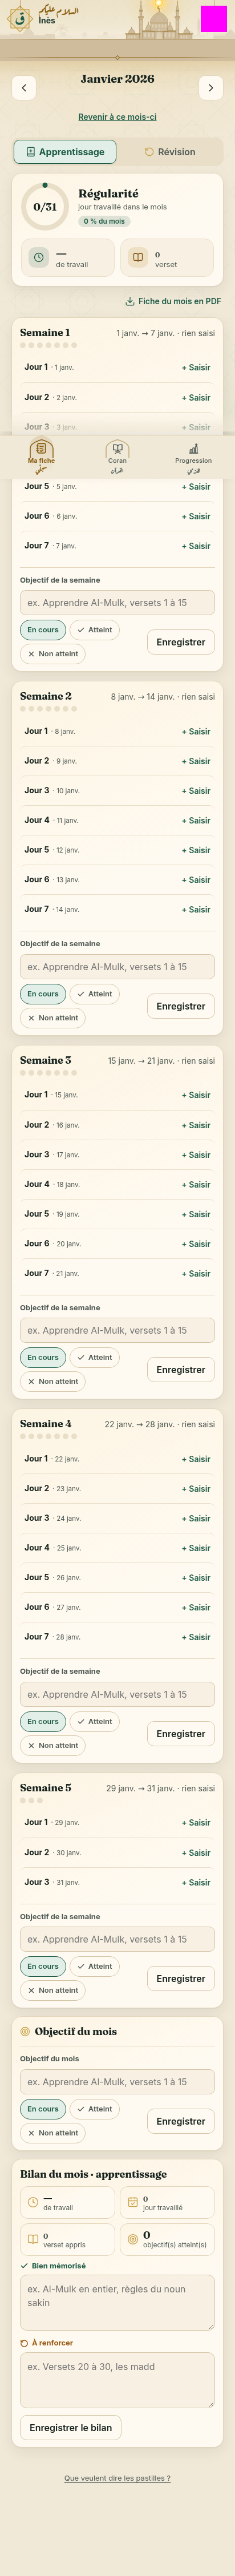 السلام عليكم
Inès
Janvier 2026
Revenir à ce mois-ci
Apprentissage
Révision
0/31
Régularité
jour travaillé dans le mois
0 % du mois
—
de travail
0
verset
Fiche du mois en PDF
Semaine 1
1 janv. → 7 janv. · rien saisi
Jour 1 · 1 janv.
+ Saisir
Jour 2 · 2 janv.
+ Saisir
Jour 3 · 3 janv.
+ Saisir
Ma fiche
Coran
Progression
Jour 5 · 5 janv.
+ Saisir
Jour 6 · 6 janv.
+ Saisir
Jour 7 · 7 janv.
+ Saisir
Objectif de la semaine
ex. Apprendre Al-Mulk, versets 1 à 15
En cours
Atteint
Non atteint
Enregistrer
Semaine 2
8 janv. → 14 janv. · rien saisi
Jour 1 · 8 janv.
+ Saisir
Jour 2 · 9 janv.
+ Saisir
Jour 3 · 10 janv.
+ Saisir
Jour 4 · 11 janv.
+ Saisir
Jour 5 · 12 janv.
+ Saisir
Jour 6 · 13 janv.
+ Saisir
Jour 7 · 14 janv.
+ Saisir
Objectif de la semaine
ex. Apprendre Al-Mulk, versets 1 à 15
En cours
Atteint
Non atteint
Enregistrer
Semaine 3
15 janv. → 21 janv. · rien saisi
Jour 1 · 15 janv.
+ Saisir
Jour 2 · 16 janv.
+ Saisir
Jour 3 · 17 janv.
+ Saisir
Jour 4 · 18 janv.
+ Saisir
Jour 5 · 19 janv.
+ Saisir
Jour 6 · 20 janv.
+ Saisir
Jour 7 · 21 janv.
+ Saisir
Objectif de la semaine
ex. Apprendre Al-Mulk, versets 1 à 15
En cours
Atteint
Non atteint
Enregistrer
Semaine 4
22 janv. → 28 janv. · rien saisi
Jour 1 · 22 janv.
+ Saisir
Jour 2 · 23 janv.
+ Saisir
Jour 3 · 24 janv.
+ Saisir
Jour 4 · 25 janv.
+ Saisir
Jour 5 · 26 janv.
+ Saisir
Jour 6 · 27 janv.
+ Saisir
Jour 7 · 28 janv.
+ Saisir
Objectif de la semaine
ex. Apprendre Al-Mulk, versets 1 à 15
En cours
Atteint
Non atteint
Enregistrer
Semaine 5
29 janv. → 31 janv. · rien saisi
Jour 1 · 29 janv.
+ Saisir
Jour 2 · 30 janv.
+ Saisir
Jour 3 · 31 janv.
+ Saisir
Objectif de la semaine
ex. Apprendre Al-Mulk, versets 1 à 15
En cours
Atteint
Non atteint
Enregistrer
Objectif du mois
Objectif du mois
ex. Apprendre Al-Mulk, versets 1 à 15
En cours
Atteint
Non atteint
Enregistrer
Bilan du mois · apprentissage
—
de travail
0
jour travaillé
0
verset appris
0
objectif(s) atteint(s)
Bien mémorisé
ex. Al-Mulk en entier, règles du noun
sakin
À renforcer
ex. Versets 20 à 30, les madd
Enregistrer le bilan
Que veulent dire les pastilles ?